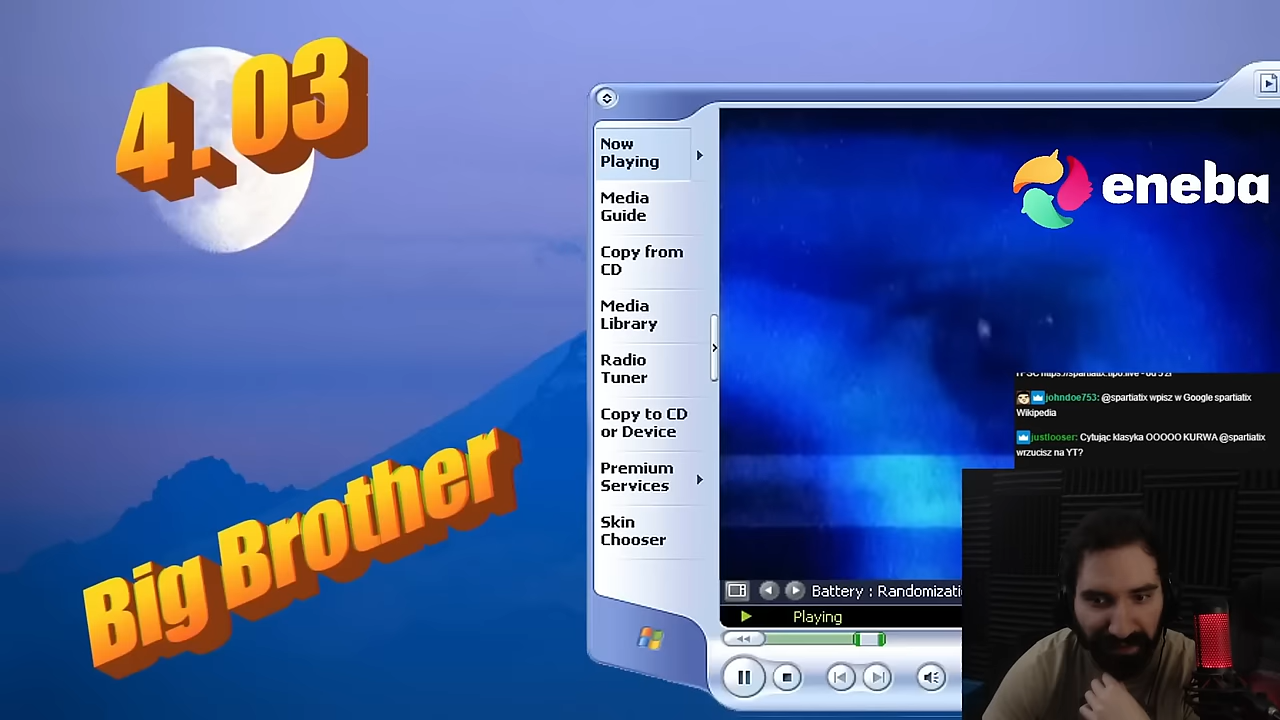 4.03
Big Brother
Now
Playing
Media
Guide
Copy from
CD
Media
Library
Radio
Tuner
Copy to CD
or Device
Premium
Services
Skin
Chooser
eneba
johndoe753: @spartiatix wpisz w Google spartiatix
Wikipedia
justlooser: Cytując klasyka OOOOO KURWA @spartiatix
wrzucisz na YT?
Battery : Randomizati
Playing